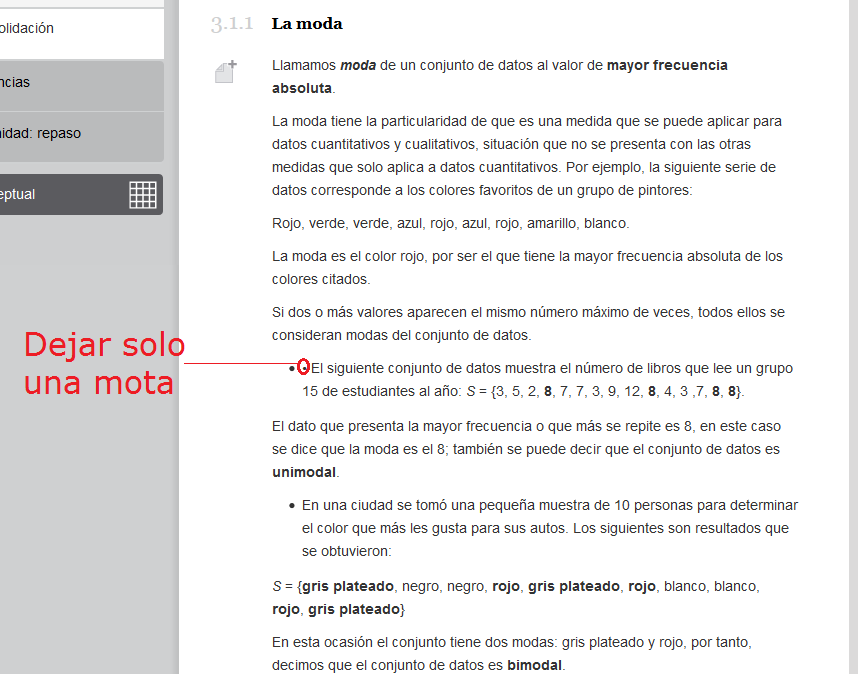 olidación
ncias
nidad: repaso
eptual
3.1.1 La moda
Llamamos moda de un conjunto de datos al valor de mayor frecuencia
absoluta.
La moda tiene la particularidad de que es una medida que se puede aplicar para
datos cuantitativos y cualitativos, situación que no se presenta con las otras
medidas que solo aplica a datos cuantitativos. Por ejemplo, la siguiente serie de
datos corresponde a los colores favoritos de un grupo de pintores:
Rojo, verde, verde, azul, rojo, azul, rojo, amarillo, blanco.
La moda es el color rojo, por ser el que tiene la mayor frecuencia absoluta de los
colores citados.
Si dos o más valores aparecen el mismo número máximo de veces, todos ellos se
consideran modas del conjunto de datos.
Dejar solo
una mota
• • El siguiente conjunto de datos muestra el número de libros que lee un grupo
15 de estudiantes al año: S = {3, 5, 2, 8, 7, 7, 3, 9, 12, 8, 4, 3 ,7, 8, 8}.
El dato que presenta la mayor frecuencia o que más se repite es 8, en este caso
se dice que la moda es el 8; también se puede decir que el conjunto de datos es
unimodal.
• En una ciudad se tomó una pequeña muestra de 10 personas para determinar
el color que más les gusta para sus autos. Los siguientes son resultados que
se obtuvieron:
S = {gris plateado, negro, negro, rojo, gris plateado, rojo, blanco, blanco,
rojo, gris plateado}
En esta ocasión el conjunto tiene dos modas: gris plateado y rojo, por tanto,
decimos que el conjunto de datos es bimodal.